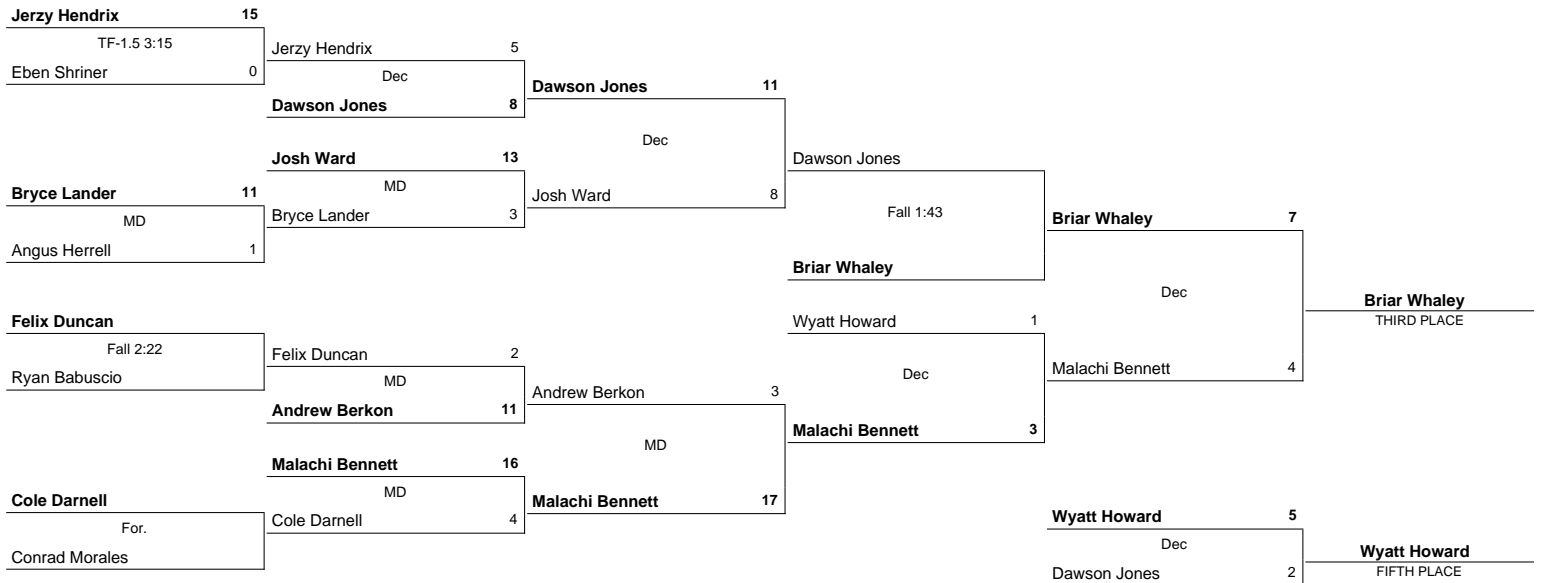 Jerzy Hendrix 15
TF-1.5 3:15
Eben Shriner 0
Bryce Lander 11
MD
Angus Herrell 1
Felix Duncan
Fall 2:22
Ryan Babuscio
Cole Darnell
For.
Conrad Morales
Jerzy Hendrix 5
Dec
Dawson Jones 8
Josh Ward 13
MD
Bryce Lander 3
Felix Duncan 2
MD
Andrew Berkon 11
Malachi Bennett 16
MD
Cole Darnell 4
Dawson Jones 11
Dec
Josh Ward 8
Andrew Berkon 3
MD
Malachi Bennett 17
Dawson Jones
Fall 1:43
Briar Whaley
Wyatt Howard 1
Dec
Malachi Bennett 3
Briar Whaley 7
Dec
Malachi Bennett 4
Briar Whaley
THIRD PLACE
Wyatt Howard 5
Dec
Dawson Jones 2
Wyatt Howard
FIFTH PLACE